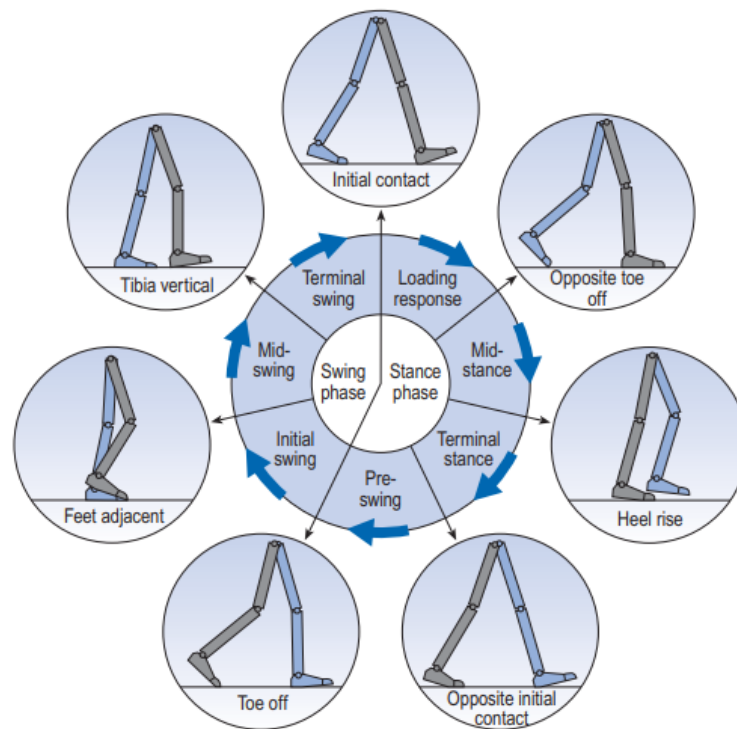 Initial contact
Opposite toe
off
Heel rise
Opposite initial
contact
Toe off
Feet adjacent
Tibia vertical
Loading
response
Mid-
stance
Terminal
stance
Pre-
swing
Initial
swing
Mid-
swing
Terminal
swing
Swing
phase
Stance
phase